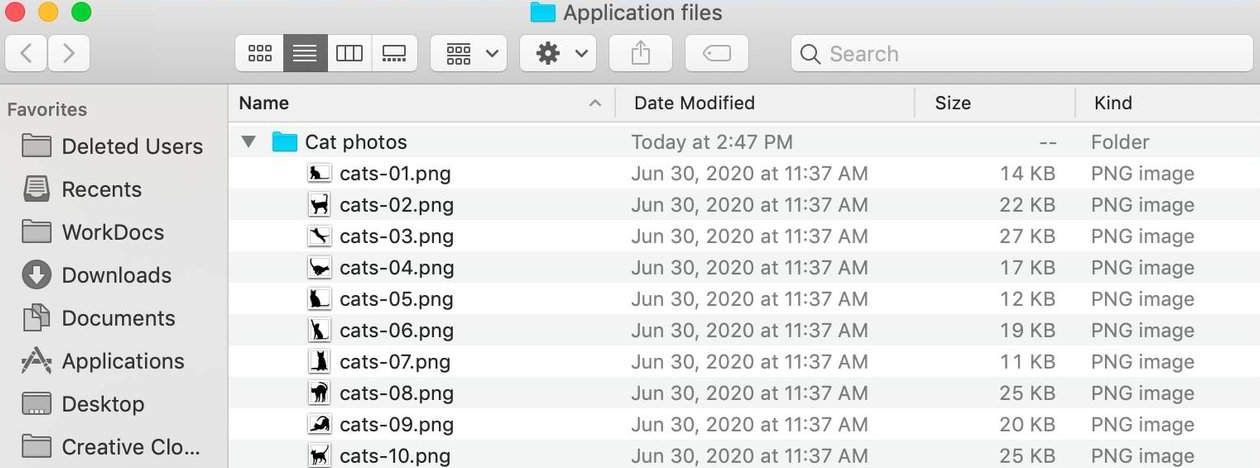 Application files
Search
Favorites
Deleted Users
Recents
WorkDocs
Downloads
Documents
Applications
Desktop
Creative Clo...
Name Date Modified Size Kind
Cat photos Today at 2:47 PM -- Folder
cats-01.png Jun 30, 2020 at 11:37 AM 14 KB PNG image
cats-02.png Jun 30, 2020 at 11:37 AM 22 KB PNG image
cats-03.png Jun 30, 2020 at 11:37 AM 27 KB PNG image
cats-04.png Jun 30, 2020 at 11:37 AM 17 KB PNG image
cats-05.png Jun 30, 2020 at 11:37 AM 12 KB PNG image
cats-06.png Jun 30, 2020 at 11:37 AM 19 KB PNG image
cats-07.png Jun 30, 2020 at 11:37 AM 11 KB PNG image
cats-08.png Jun 30, 2020 at 11:37 AM 25 KB PNG image
cats-09.png Jun 30, 2020 at 11:37 AM 20 KB PNG image
cats-10.png Jun 30, 2020 at 11:37 AM 25 KB PNG image